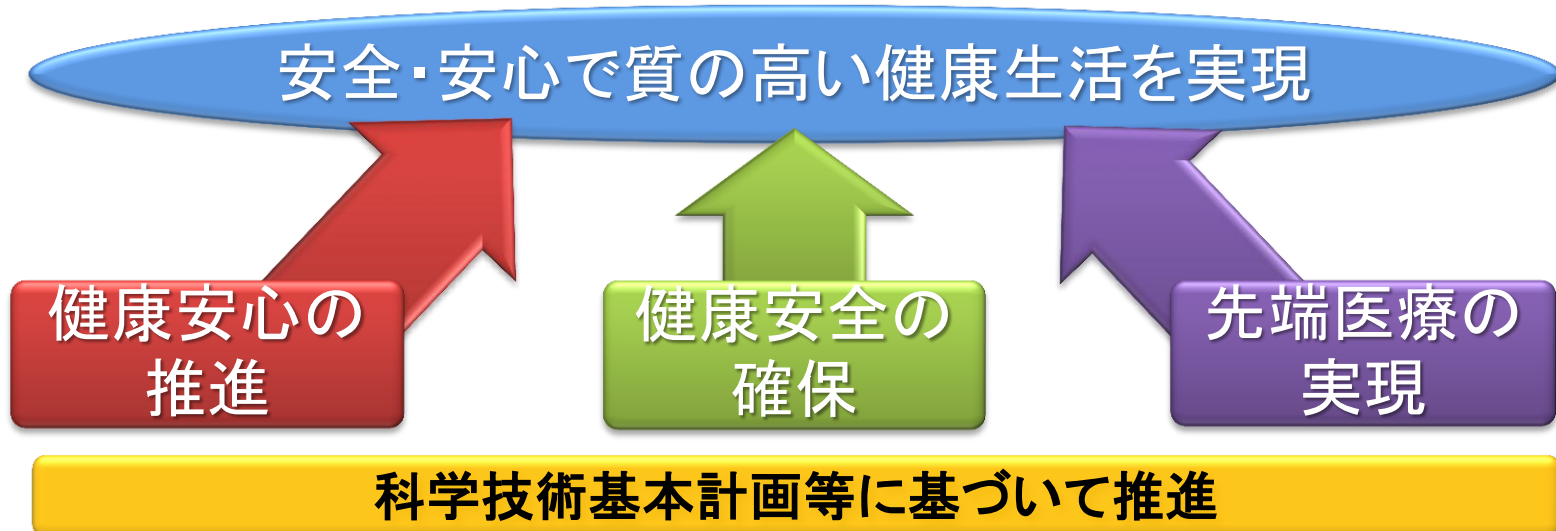 安全・安心で質の高い健康生活を実現
健康安心の
推進
健康安全の
確保
先端医療の
実現
科学技術基本計画等に基づいて推進